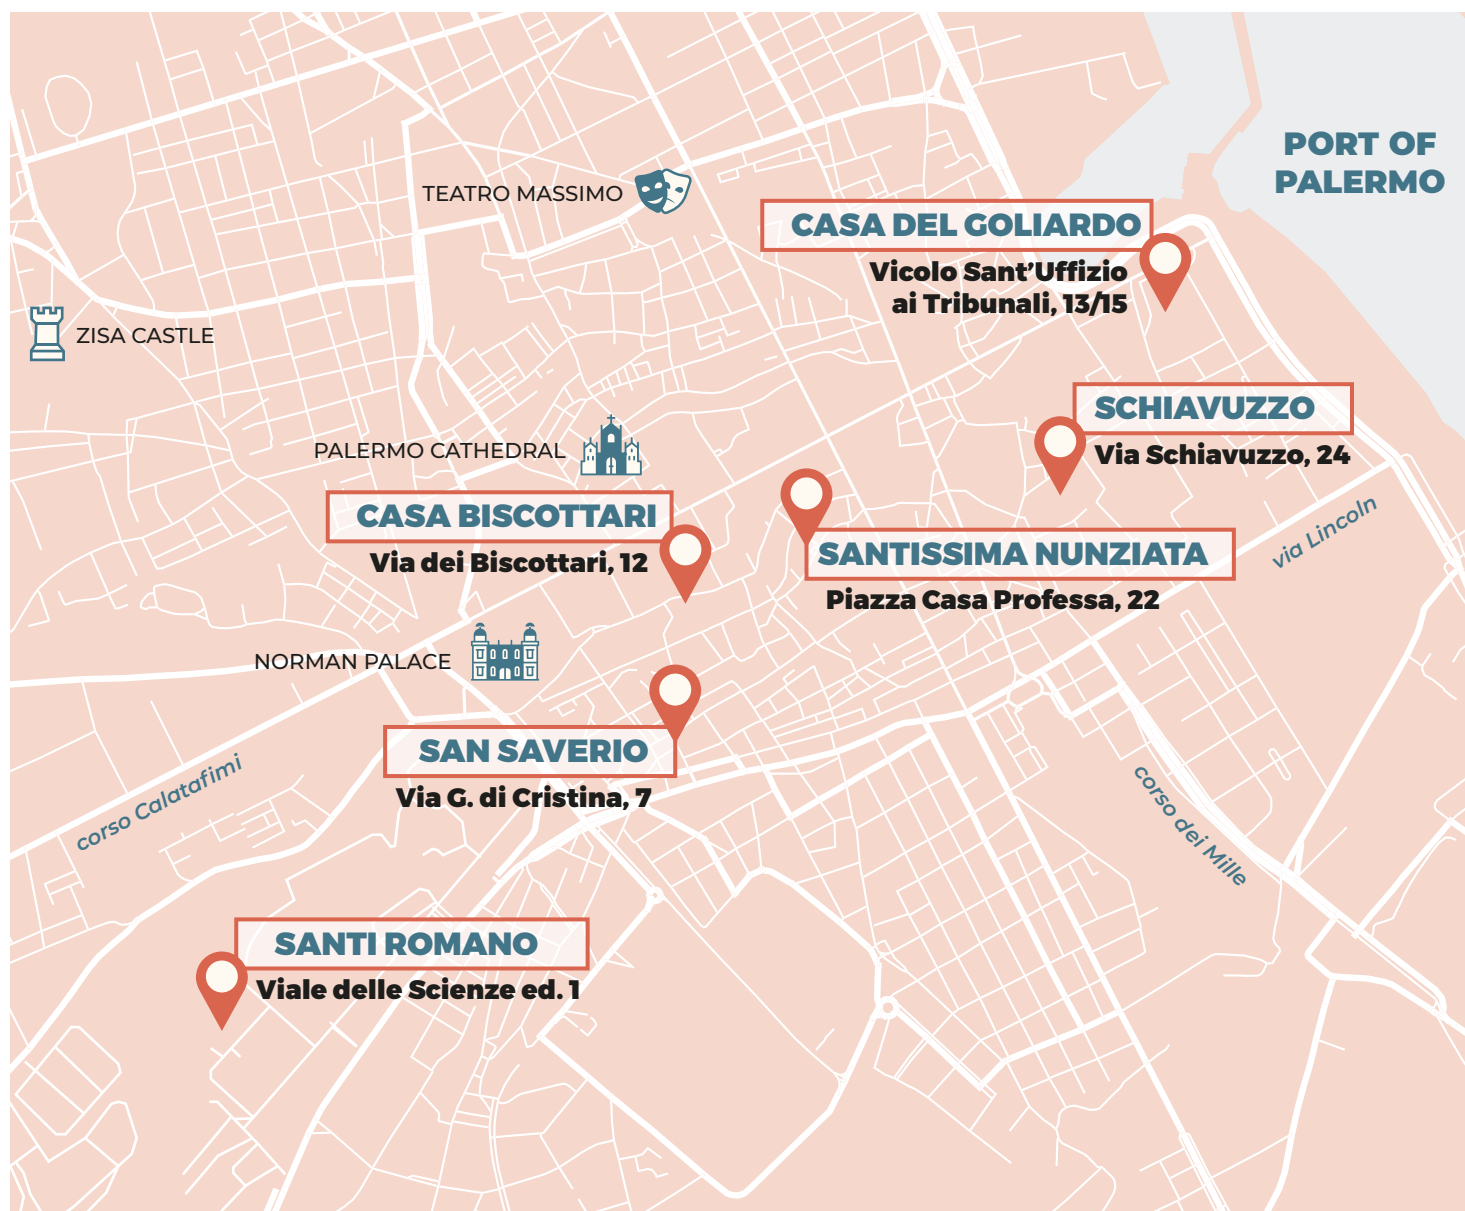 PORT OF
PALERMO
TEATRO MASSIMO
CASA DEL GOLIARDO
Vicolo Sant’Uffizio
ai Tribunali, 13/15
ZISA CASTLE
SCHIAVUZZO
Via Schiavuzzo, 24
PALERMO CATHEDRAL
CASA BISCOTTARI
Via dei Biscottari, 12
SANTISSIMA NUNZIATA
Piazza Casa Professa, 22
via Lincoln
NORMAN PALACE
SAN SAVERIO
Via G. di Cristina, 7
corso Calatafimi
corso dei Mille
SANTI ROMANO
Viale delle Scienze ed. 1